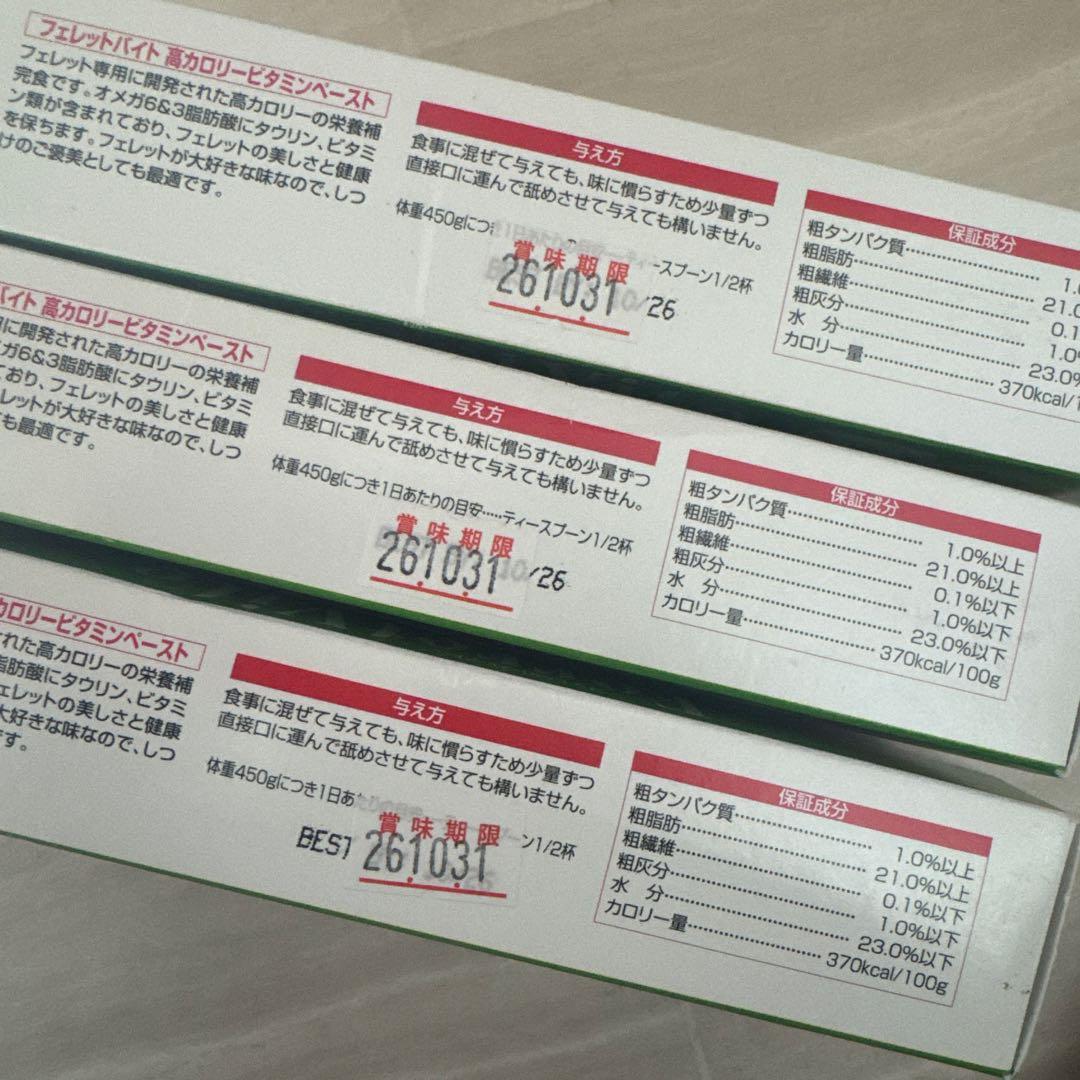 フェレットバイト 高カロリービタミンペースト
フェレット専用に開発された高カロリーの栄養補
完食です。オメガ6&3脂肪酸にタウリン、ビタミ
ン類が含まれており、フェレットの美しさと健康
を保ちます。フェレットが大好きな味なので、しつ
けのご褒美としても最適です。
与え方
食事に混ぜて与えても、味に慣らすため少量ずつ
直接口に運んで舐めさせて与えても構いません。
体重450gにつき1日あたりの目安
ースプーン1/2杯
賞味期限
26.10.31
10/26
保証成分
粗タンパク質
1.0
粗脂肪
21.0
粗繊維
0.1%
粗灰分
1.0%
水 分
23.0%
カロリー量
370kcal/1
バイト 高カロリービタミンペースト
に開発された高カロリーの栄養補
メガ6&3脂肪酸にタウリン、ビタミ
ており、フェレットの美しさと健康
レットが大好きな味なので、しつ
も最適です。
与え方
食事に混ぜて与えても、味に慣らすため少量ずつ
直接口に運んで舐めさせて与えても構いません。
体重450gにつき1日あたりの目安……ティースプーン1/2杯
賞味期限
26.10.31
10/26
保証成分
粗タンパク質 1.0%以上
粗脂肪 21.0%以上
粗繊維 0.1%以下
粗灰分 1.0%以下
水 分 23.0%以下
カロリー量 370kcal/100g
カロリービタミンペースト
れた高カロリーの栄養補
脂肪酸にタウリン、ビタミ
ェレットの美しさと健康
大好きな味なので、しつ
です。
与え方
食事に混ぜて与えても、味に慣らすため少量ずつ
直接口に運んで舐めさせて与えても構いません。
体重450gにつき1日あたりの目安
ン1/2杯
賞味期限
BEST 26.10.31
保証成分
粗タンパク質 1.0%以上
粗脂肪 21.0%以上
粗繊維 0.1%以下
粗灰分 1.0%以下
水 分 23.0%以下
カロリー量 370kcal/100g